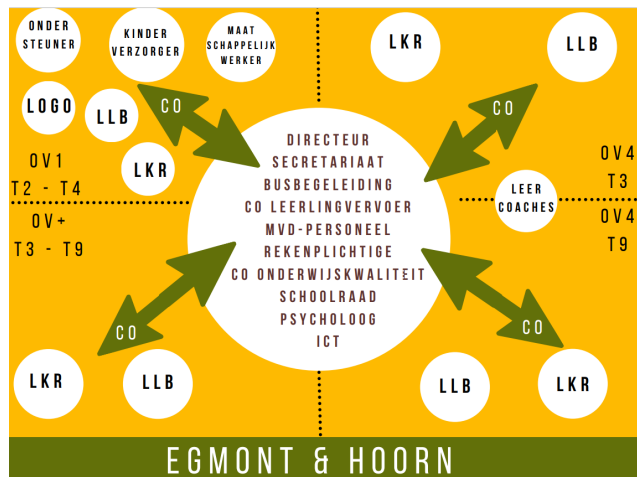 ONDER
STEUNER
KINDER
VERZORGER
MAAT
SCHAPPELIJK
WERKER
LKR
LLB
LOGO
LLB
CO
CO
LKR
OV1
T2 - T4
OV4
T3
LEER
COACHES
DIRECTEUR
SECRETARIAAT
BUSBEGELEIDING
CO LEERLINGVERVOER
MVD-PERSONEEL
REKENPLICHTIGE
CO ONDERWIJSKWALITEIT
SCHOOLRAAD
PSYCHOLOOG
ICT
OV+
T3 - T9
OV4
T9
CO
CO
LKR
LLB
LLB
LKR
EGMONT & HOORN